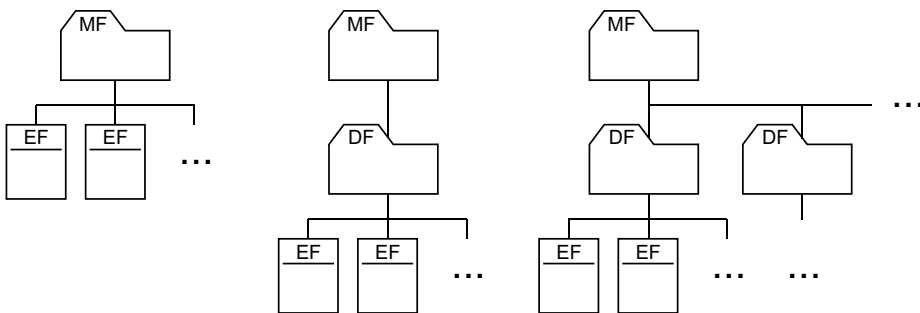 MF MF MF
...
EF EF ... DF DF DF
EF EF ... EF EF ... ...